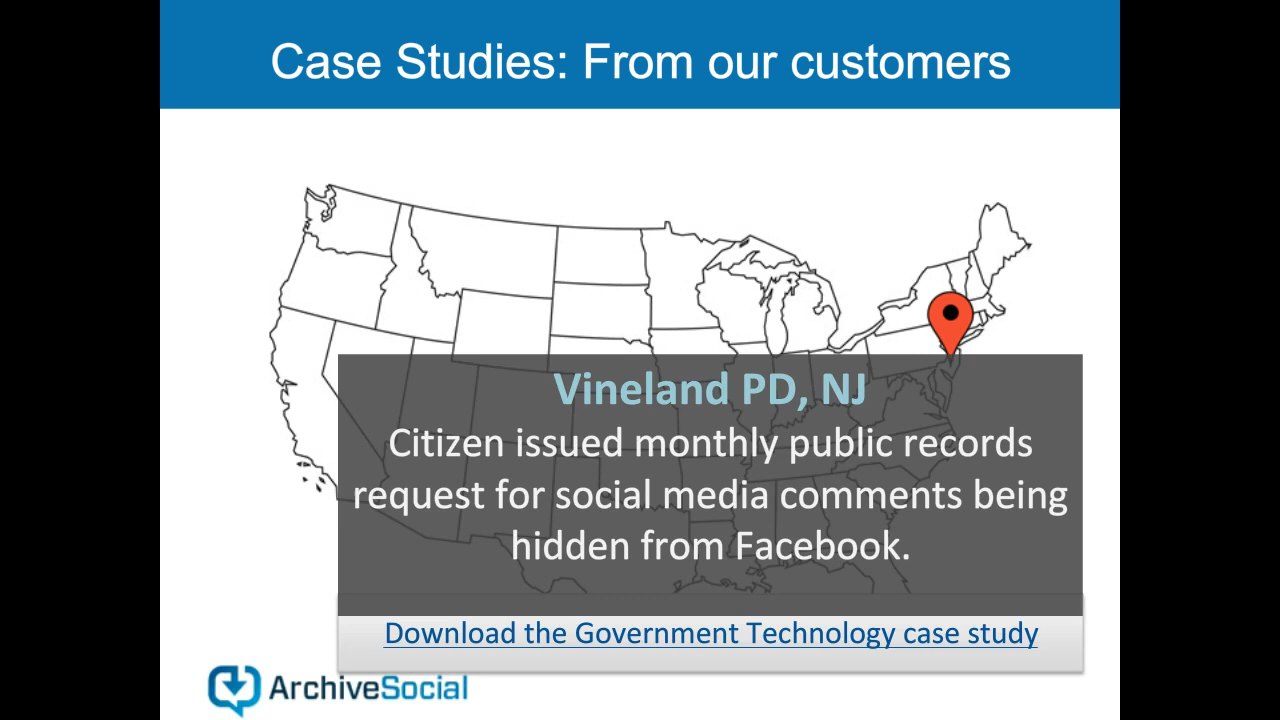 Case Studies: From our customers
Vineland PD, NJ
Citizen issued monthly public records
request for social media comments being
hidden from Facebook.
Download the Government Technology case study
ArchiveSocial